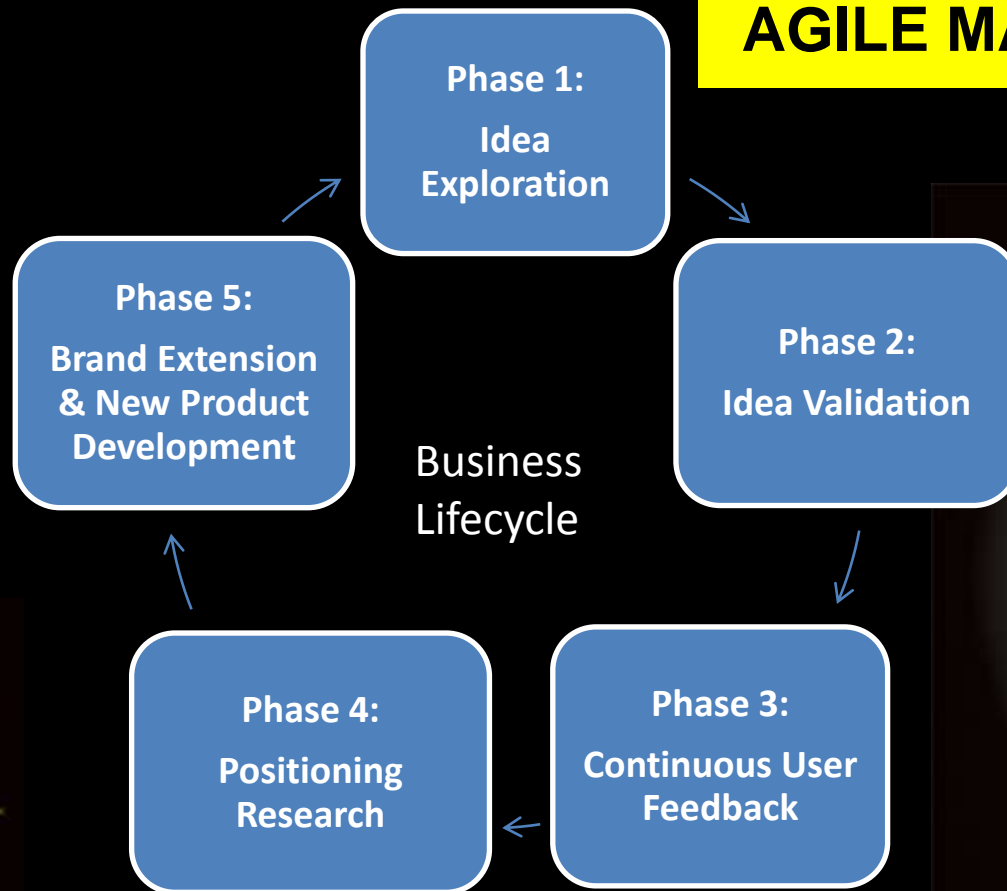 AGILE MA
Phase 1:
Idea
Exploration
Phase 2:
Idea Validation
Phase 3:
Continuous User
Feedback
Phase 4:
Positioning
Research
Phase 5:
Brand Extension
& New Product
Development
Business
Lifecycle